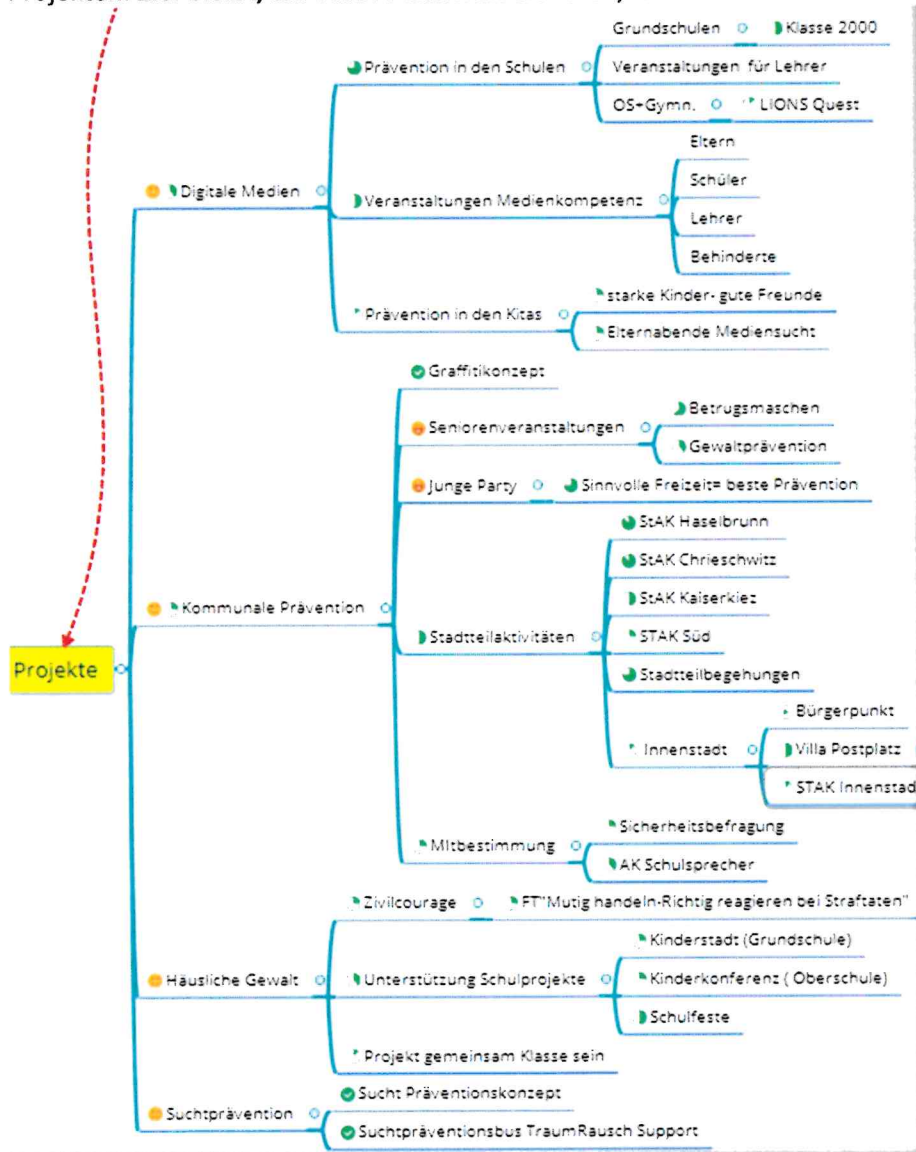 Grundschulen
Klasse 2000
Prävention in den Schulen
Veranstaltungen für Lehrer
OS+Gymn.
LIONS Quest
Digitale Medien
Veranstaltungen Medienkompetenz
Eltern
Schüler
Lehrer
Behinderte
Prävention in den Kitas
starke Kinder- gute Freunde
Elternabende Mediensucht
Kommunale Prävention
Graffitikonzept
Seniorenveranstaltungen
Betrugsmaschen
Gewaltprävention
Junge Party
Sinnvolle Freizeit= beste Prävention
Stadtteilaktivitäten
StAK Haselbrunn
StAK Chrieschwitz
StAK Kaiserkiez
STAK Süd
Stadtteilbegehungen
Innenstadt
Bürgerpunkt
Villa Postplatz
STAK Innenstad
MItbestimmung
Sicherheitsbefragung
AK Schulsprecher
Projekte
Häusliche Gewalt
Zivilcourage
FT"Mutig handeln-Richtig reagieren bei Straftaten"
Unterstützung Schulprojekte
Kinderstadt (Grundschule)
Kinderkonferenz ( Oberschule)
Schulfeste
Projekt gemeinsam Klasse sein
Suchtprävention
Sucht Präventionskonzept
Suchtpräventionsbus TraumRausch Support